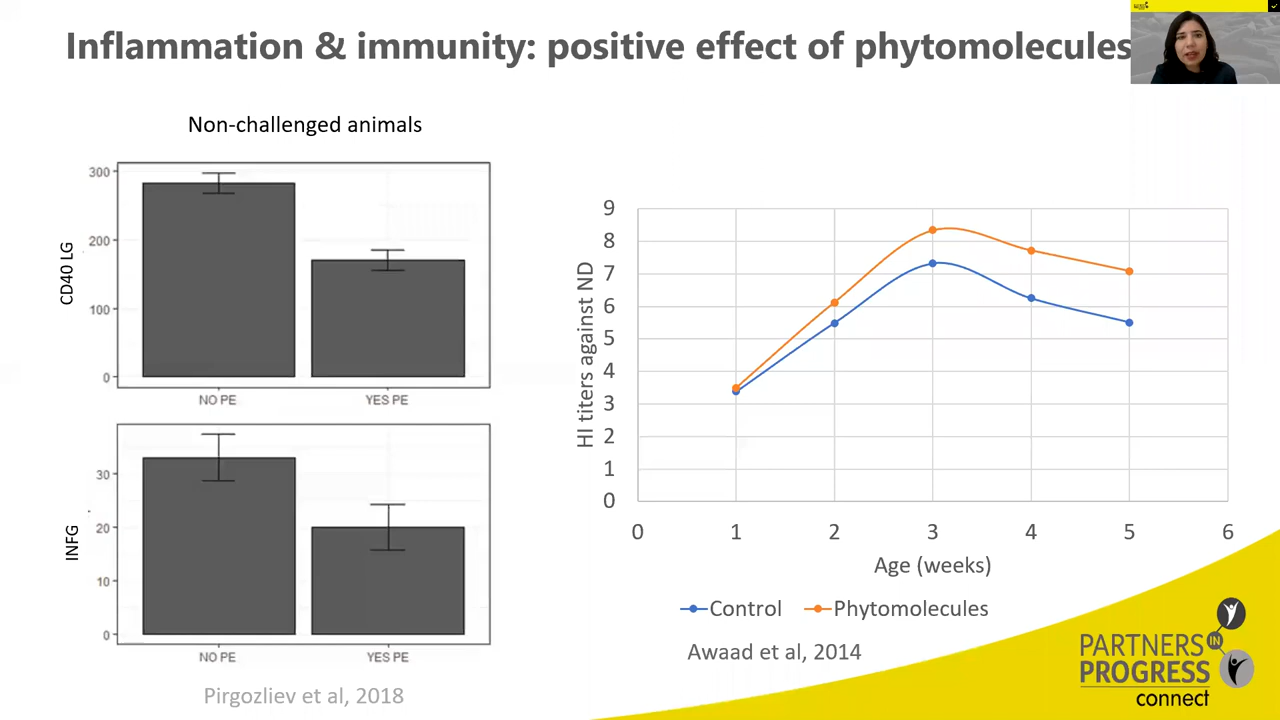 Inflammation & immunity: positive effect of phytomolecules
Non-challenged animals
CD40 LG
300
200
100
0
NO PE
YES PE
INFG
30
20
10
0
NO PE
YES PE
Pirgozliev et al, 2018
HI titers against ND
9
8
7
6
5
4
3
2
1
0
0 1 2 3 4 5 6
Age (weeks)
Control Phytomolecules
Awaad et al, 2014
PARTNERS
IN
PROGRESS
connect